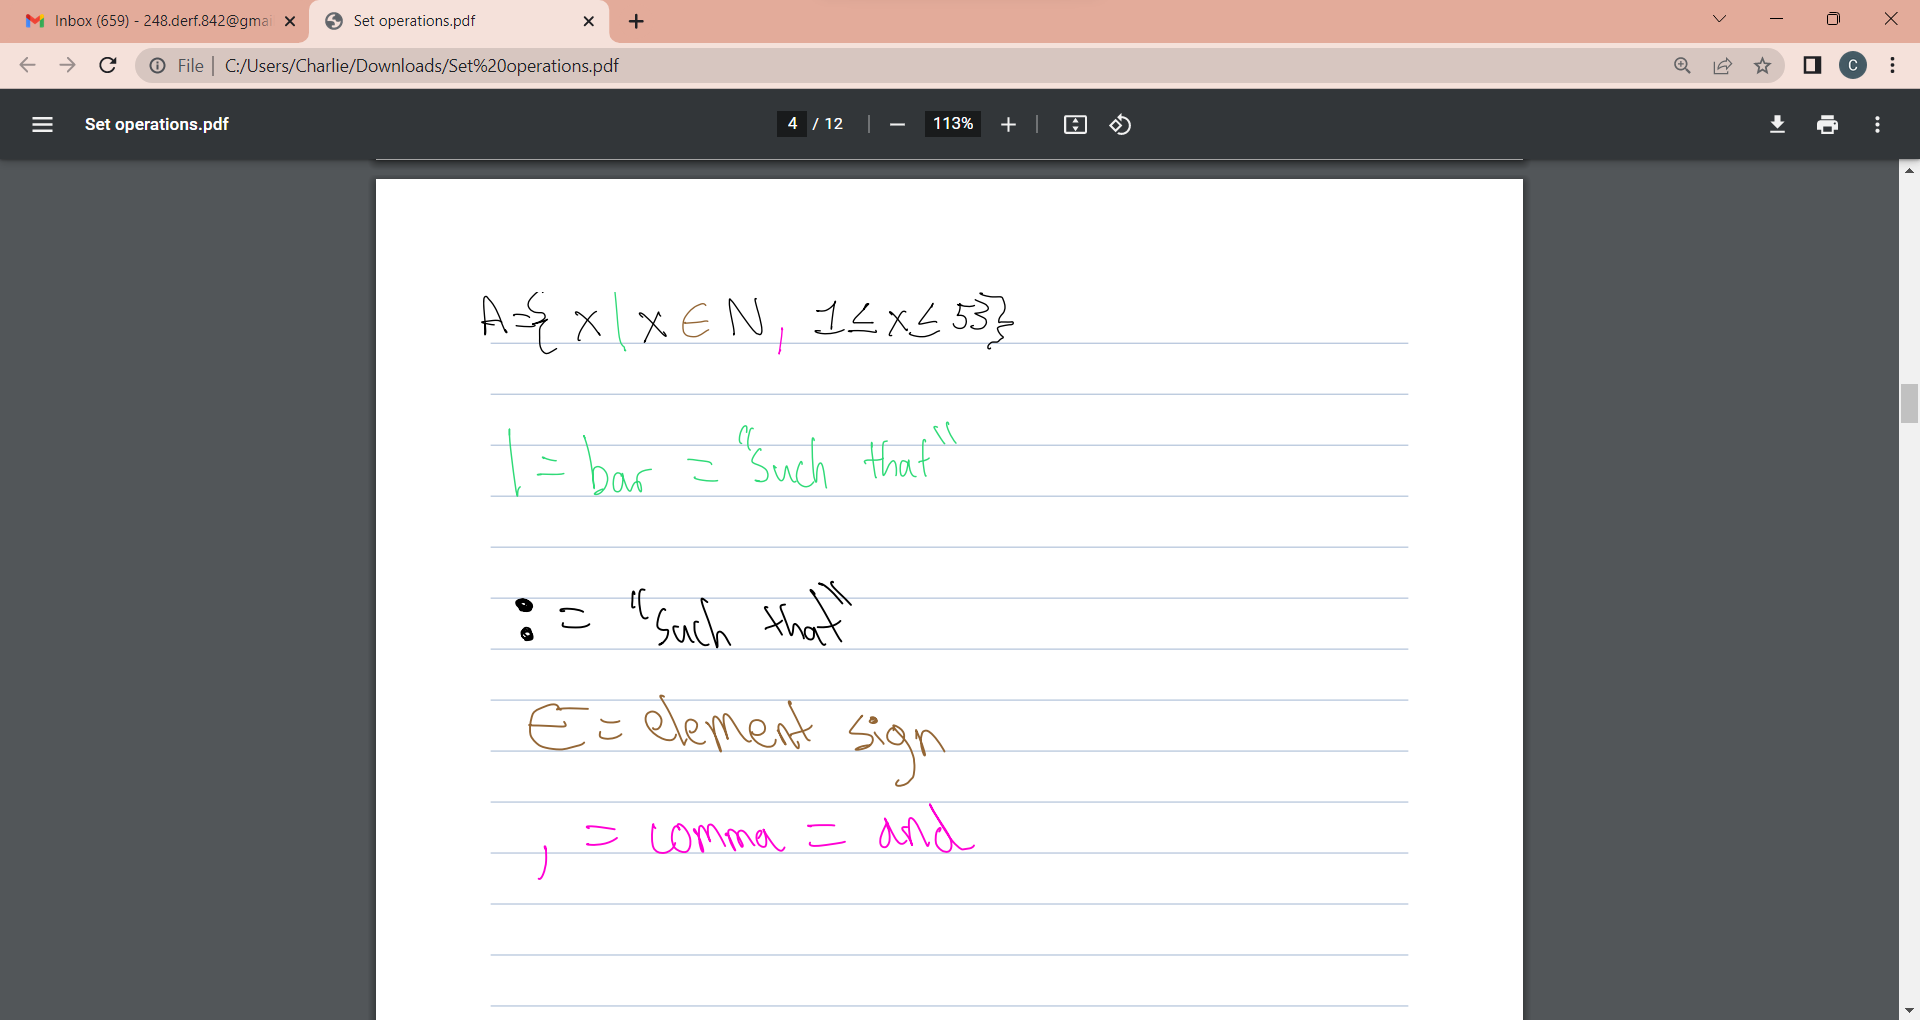 Inbox (659) - 248.derf.842@gmai
Set operations.pdf
File | C:/Users/Charlie/Downloads/Set%20operations.pdf
C
Set operations.pdf
4 / 12
113%
A={ x | x ∈ N, 1 ≤ x ≤ 53}
| = bar = "such that"
: = "such that"
∈ = element sign
, = comma = and